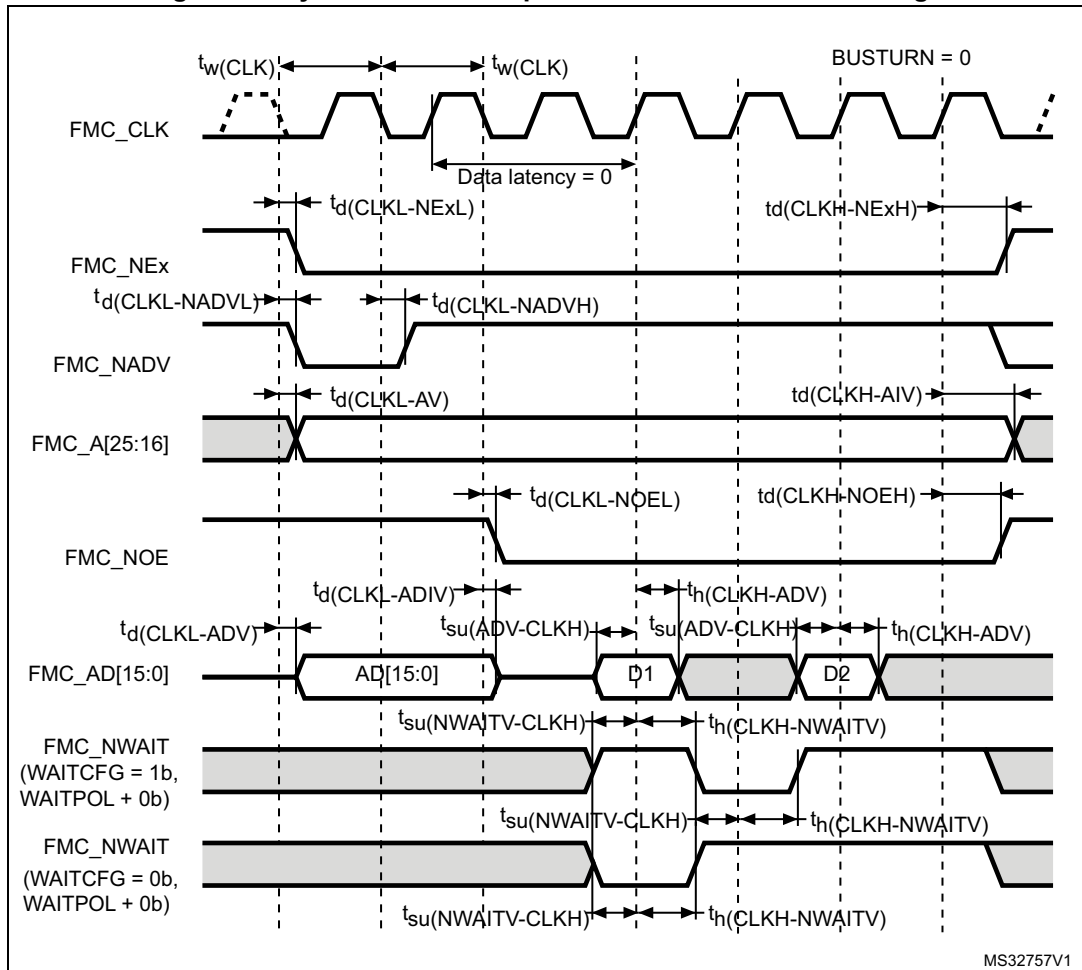 tw(CLK)
tw(CLK)
BUSTURN = 0
FMC_CLK
Data latency = 0
td(CLKL-NExL)
td(CLKH-NExH)
FMC_NEx
td(CLKL-NADVL)
td(CLKL-NADVH)
FMC_NADV
td(CLKL-AV)
td(CLKH-AIV)
FMC_A[25:16]
td(CLKL-NOEL)
td(CLKH-NOEH)
FMC_NOE
td(CLKL-ADIV)
th(CLKH-ADV)
td(CLKL-ADV)
tsu(ADV-CLKH)
tsu(ADV-CLKH)
th(CLKH-ADV)
FMC_AD[15:0]
AD[15:0]
D1
D2
tsu(NWAITV-CLKH)
th(CLKH-NWAITV)
FMC_NWAIT
(WAITCFG = 1b,
WAITPOL + 0b)
tsu(NWAITV-CLKH)
th(CLKH-NWAITV)
FMC_NWAIT
(WAITCFG = 0b,
WAITPOL + 0b)
tsu(NWAITV-CLKH)
th(CLKH-NWAITV)
MS32757V1